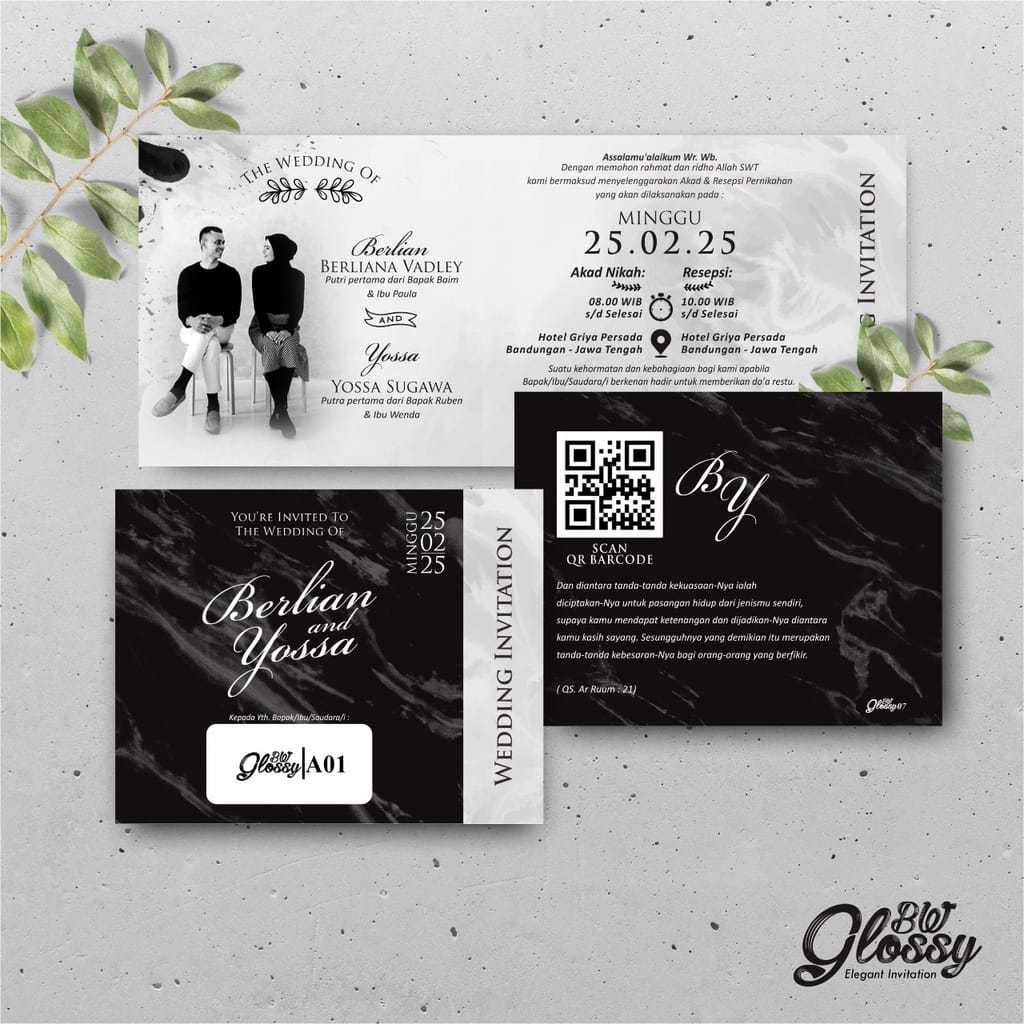 THE WEDDING OF
Berlian
BERLIANA VADLEY
Putri pertama dari Bapak Baim
& Ibu Paula
AND
Yossa
YOSSA SUGAWA
Putra pertama dari Bapak Ruben
& Ibu Wenda
Assalamu'alaikum Wr. Wb.
Dengan memohon rahmat dan ridho Allah SWT
kami bermaksud menyelenggarakan Akad & Resepsi Pernikahan
yang akan dilaksanakan pada :
MINGGU
25.02.25
Akad Nikah:
08.00 WIB
s/d Selesai
Hotel Griya Persada
Bandungan - Jawa Tengah
Resepsi:
10.00 WIB
s/d Selesai
Hotel Griya Persada
Bandungan - Jawa Tengah
Suatu kehormatan dan kebahagiaan bagi kami apabila
Bapak/Ibu/Saudara/i berkenan hadir untuk memberikan do'a restu.
G INVITATION
YOU'RE INVITED TO
THE WEDDING OF
MINGGU
25
02
25
Berlian
and
Yossa
Kepada Yth. Bapak/Ibu/Saudara/i :
BW
Glossy|A01
WEDDING INVITATION
SCAN
QR BARCODE
BY
Dan diantara tanda-tanda kekuasaan-Nya ialah
diciptakan-Nya untuk pasangan hidup dari jenismu sendiri,
supaya kamu mendapat ketenangan dan dijadikan-Nya diantara
kamu kasih sayang. Sesungguhnya yang demikian itu merupakan
tanda-tanda kebesaran-Nya bagi orang-orang yang berfikir.
( QS. Ar Ruum : 21)
BW
Glossy07
BW
Glossy
Elegant Invitation